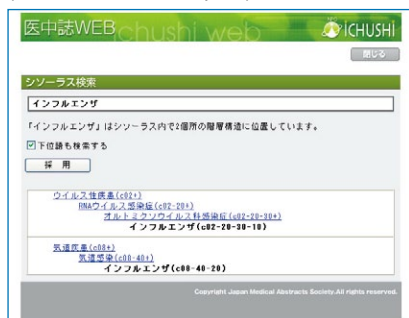 医中誌WEB ichushi web ICHUSHI
閉じる
シソーラス検索
インフルエンザ
「インフルエンザ」はシソーラス内で2個所の階層構造に位置しています。
下位語も検索する
採 用
ウイルス性疾患(c02+)
RNAウイルス感染症(c02-20+)
オルトミクソウイルス科感染症(c02-20-30+)
インフルエンザ(c02-20-30-10)
気道疾患(c08+)
気道感染(c08-40+)
インフルエンザ(c08-40-20)
Copyright Japan Medical Abstracts Society.All rights reserved.